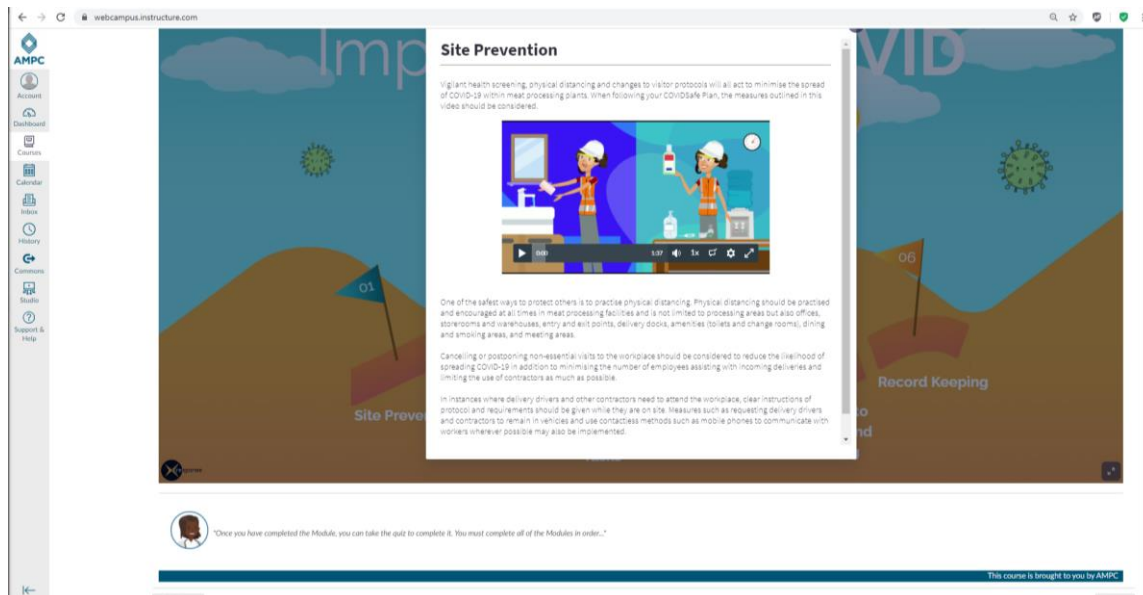 webcampus.instructure.com
AMPC
Account
Dashboard
Courses
Calendar
Inbox
History
Commons
Studio
Support &
Help
Imp
VID
Site Prevention
Vigilant health screening, physical distancing and changes to visitor protocols will all act to minimise the spread
of COVID-19 within meat processing plants. When following your COVIDSafe Plan, the measures outlined in this
video should be considered.
0:00
1:37
1x
01
06
One of the safest ways to protect others is to practise physical distancing. Physical distancing should be practised
and encouraged at all times in meat processing facilities and is not limited to processing areas but also offices,
storerooms and warehouses, entry and exit points, delivery docks, amenities (toilets and change rooms), dining
and smoking areas, and meeting areas.
Cancelling or postponing non-essential visits to the workplace should be considered to reduce the likelihood of
spreading COVID-19 in addition to minimising the number of employees assisting with incoming deliveries and
limiting the use of contractors as much as possible.
In instances where delivery drivers and other contractors need to attend the workplace, clear instructions of
protocol and requirements should be given while they are on site. Measures such as requesting delivery drivers
and contractors to remain in vehicles and use contactless methods such as mobile phones to communicate with
workers wherever possible may also be implemented.
Site Preve
Record Keeping
to
nd
"Once you have completed the Module, you can take the quiz to complete it. You must complete all of the Modules in order..."
This course is brought to you by AMPC